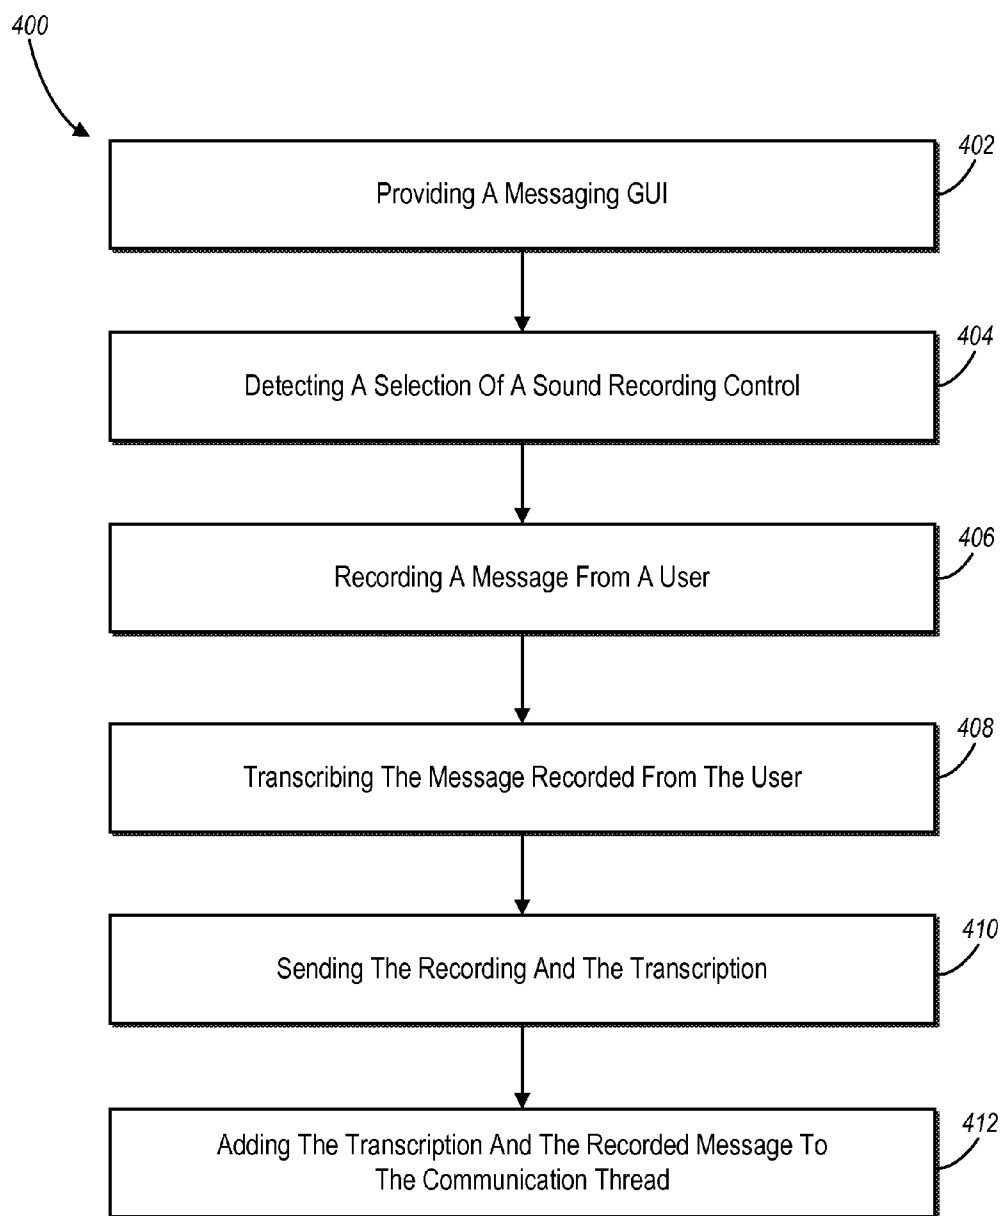 400
402
Providing A Messaging GUI
404
Detecting A Selection Of A Sound Recording Control
406
Recording A Message From A User
408
Transcribing The Message Recorded From The User
410
Sending The Recording And The Transcription
412
Adding The Transcription And The Recorded Message To
The Communication Thread